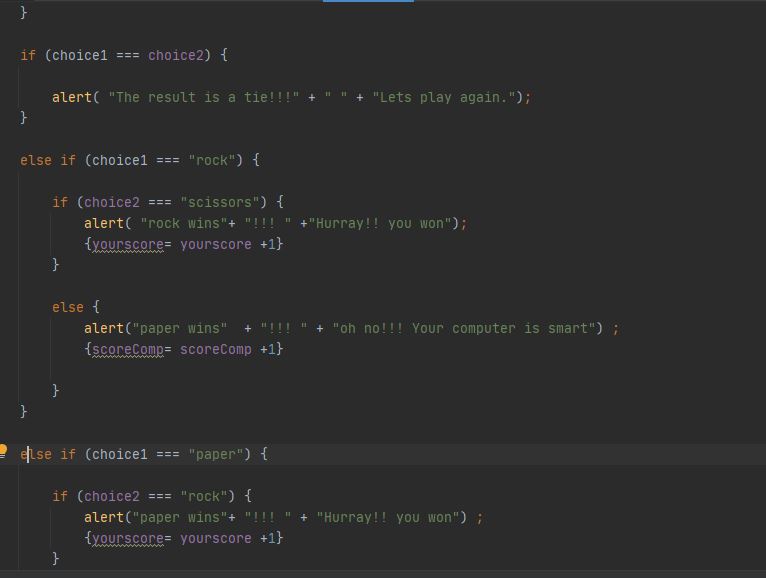 }
if (choice1 === choice2) {
alert( "The result is a tie!!!" + " " + "Lets play again.");
}
else if (choice1 === "rock") {
if (choice2 === "scissors") {
alert( "rock wins"+ "!!! " +"Hurray!! you won");
{yourscore= yourscore +1}
}
else {
alert("paper wins"  + "!!! " + "oh no!!! Your computer is smart") ;
{scoreComp= scoreComp +1}
}
}
else if (choice1 === "paper") {
if (choice2 === "rock") {
alert("paper wins"+ "!!! " + "Hurray!! you won") ;
{yourscore= yourscore +1}
}